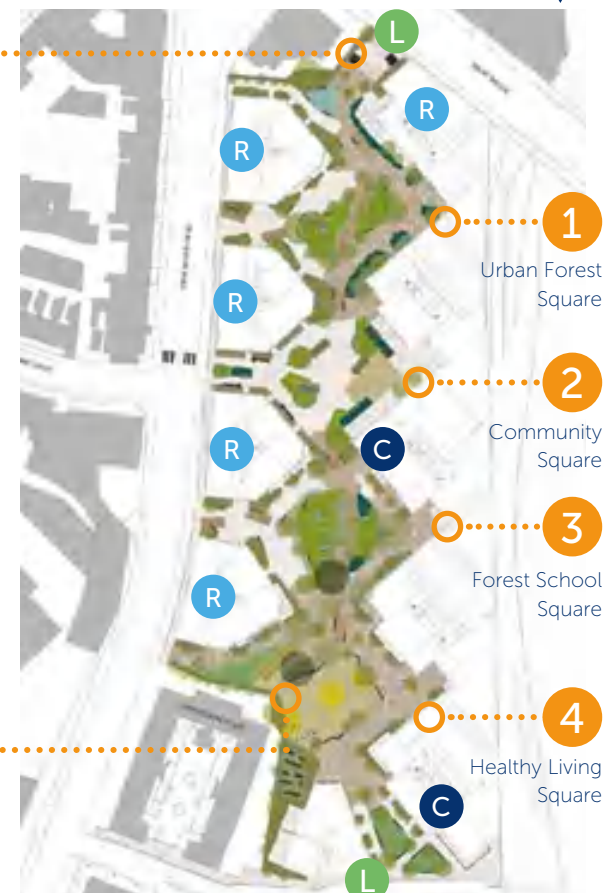 L
R
R
1
Urban Forest
Square
R
2
Community
Square
R
C
3
Forest School
Square
R
4
Healthy Living
Square
C
L